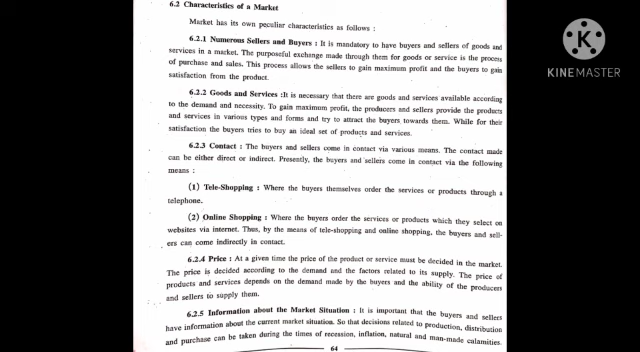 6.2 Characteristics of a Market
Market has its own peculiar characteristics as follows :
6.2.1 Numerous Sellers and Buyers : It is mandatory to have buyers and sellers of goods and
services in a market. The purposeful exchange made through them for goods or service is the process
of purchase and sales. This process allows the sellers to gain maximum profit and the buyers to gain
satisfaction from the product.
6.2.2 Goods and Services :It is necessary that there are goods and services available according
to the demand and necessity. To gain maximum profit, the producers and sellers provide the products
and services in various types and forms and try to attract the buyers towards them. While for their
satisfaction the buyers tries to buy an ideal set of products and services.
6.2.3 Contact : The buyers and sellers come in contact via various means. The contact made
can be either direct or indirect. Presently, the buyers and sellers come in contact via the following
means :
(1) Tele-Shopping : Where the buyers themselves order the services or products through a
telephone.
(2) Online Shopping : Where the buyers order the services or products which they select on
websites via internet. Thus, by the means of tele-shopping and online shopping, the buyers and sell-
ers can come indirectly in contact.
6.2.4 Price : At a given time the price of the product or service must be decided in the market.
The price is decided according to the demand and the factors related to its supply. The price of
products and services depends on the demand made by the buyers and the ability of the producers
and sellers to supply them.
6.2.5 Information about the Market Situation : It is important that the buyers and sellers
have information about the current market situation. So that decisions related to production, distribution
and purchase can be taken during the times of recession, inflation, natural and man-made calamities.
64
K
KINEMASTER